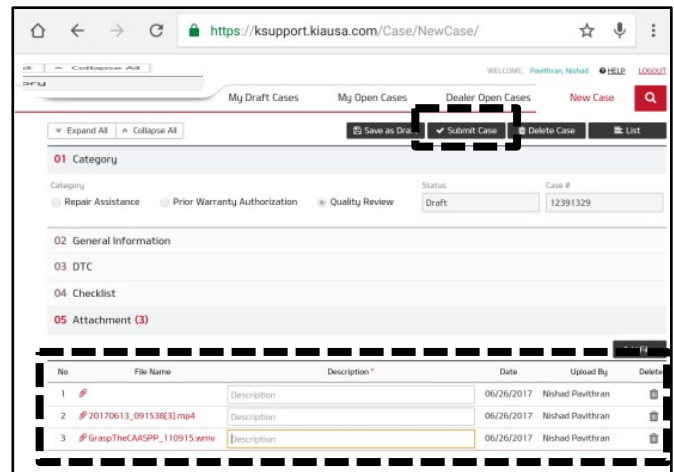 https://ksupport.kiausa.com/Case/NewCase/
Collapse All
WELCOME, Pavithran, Nishad HELP LOGOUT
My Draft Cases My Open Cases Dealer Open Cases New Case
Expand All Collapse All Save as Draft Submit Case Delete Case List
01 Category
Category Status Case #
Repair Assistance Prior Warranty Authorization Quality Review Draft 12391329
02 General Information
03 DTC
04 Checklist
05 Attachment (3)
No File Name Description * Date Upload By Delete
1 Description 06/26/2017 Nishad Pavithran
2 20170613_091538[3].mp4 Description 06/26/2017 Nishad Pavithran
3 GraspTheCAASPP_110915.wmv Description 06/26/2017 Nishad Pavithran